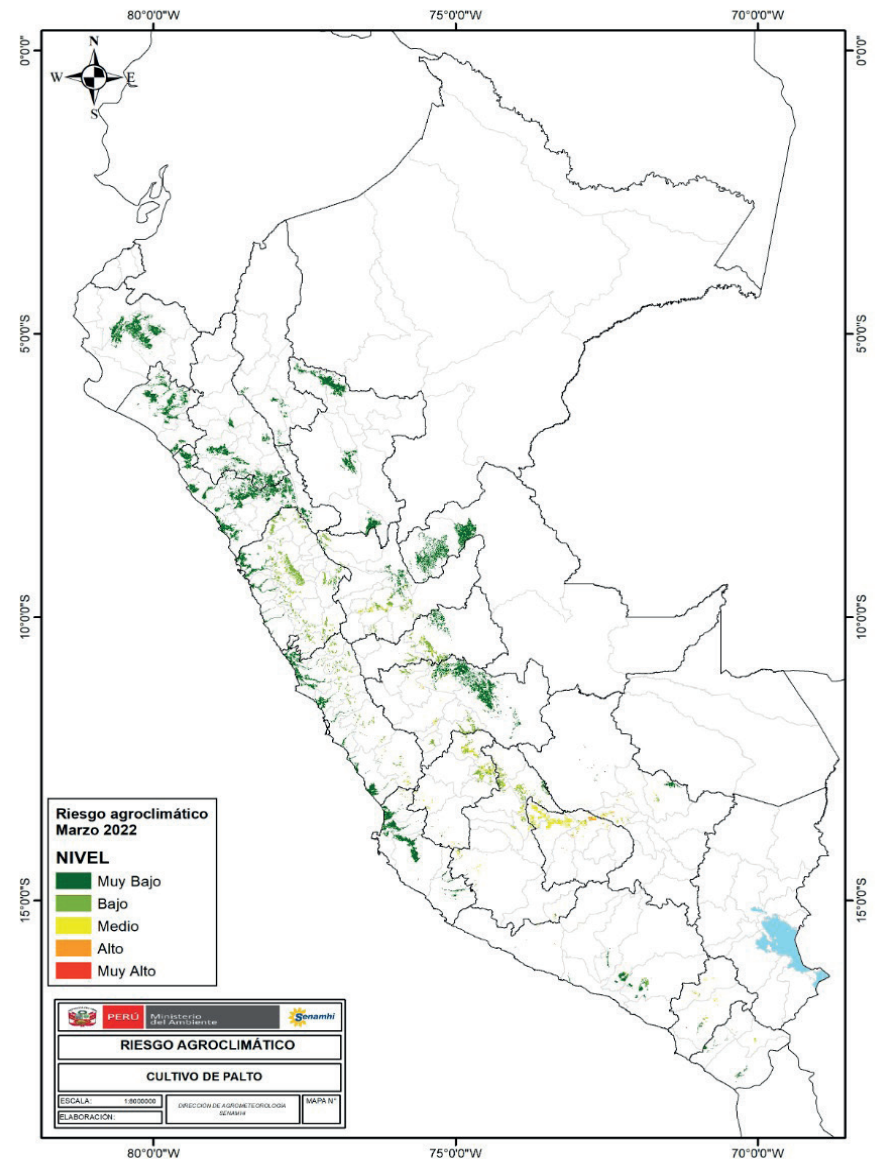 80°0'0"W 75°0'0"W 70°0'0"W
0°0'0" 0°0'0"
N
W E
S
5°0'0"S 5°0'0"S
10°0'0"S 10°0'0"S
15°0'0"S 15°0'0"S
Riesgo agroclimático
Marzo 2022
NIVEL
Muy Bajo
Bajo
Medio
Alto
Muy Alto
PERÚ Ministerio del Ambiente Senamhi
RIESGO AGROCLIMÁTICO
CULTIVO DE PALTO
ESCALA: 1:6000000
ELABORACIÓN:
DIRECCIÓN DE AGROMETEOROLOGIA
SENAMHI
MAPA N°
80°0'0"W 75°0'0"W 70°0'0"W